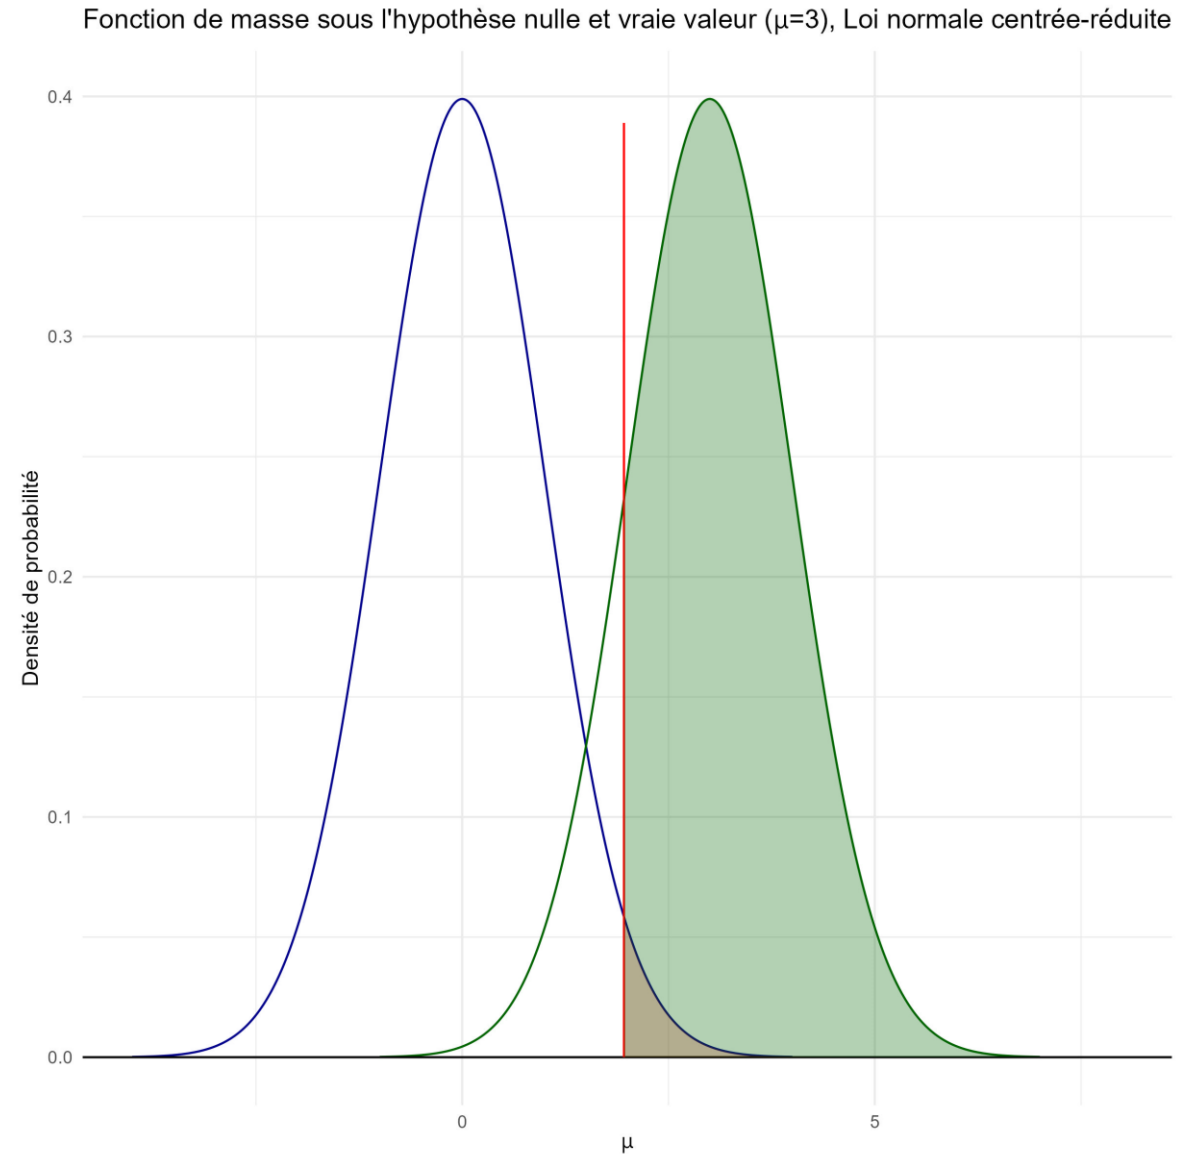 Fonction de masse sous l'hypothèse nulle et vraie valeur (μ=3), Loi normale centrée-réduite
Densité de probabilité
0.4
0.3
0.2
0.1
0.0
0
5
μ